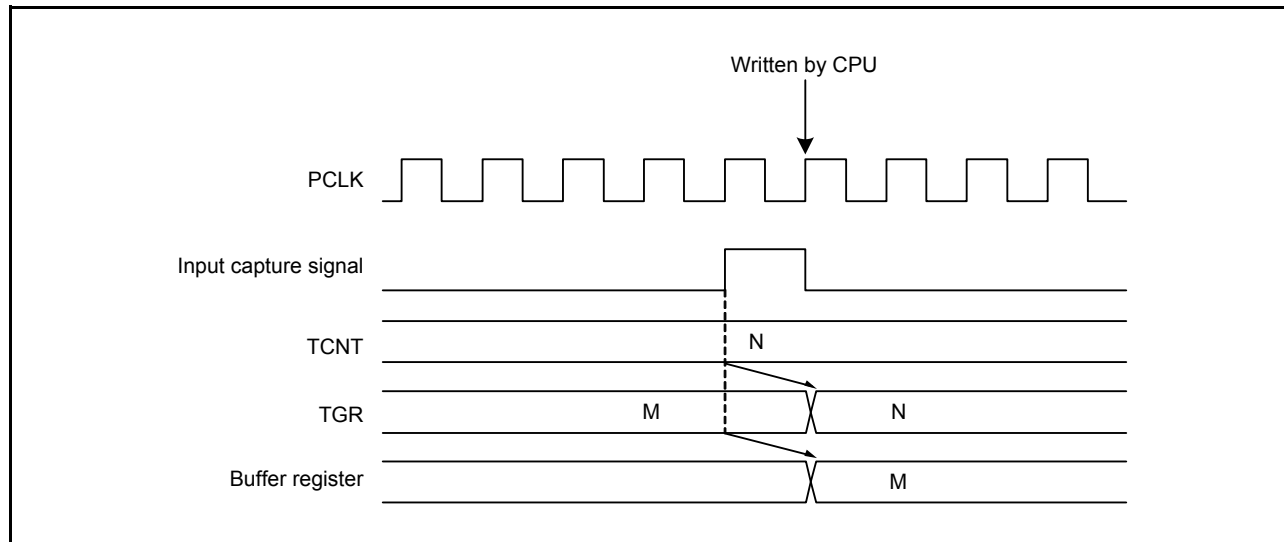 Written by CPU
PCLK
Input capture signal
TCNT
N
TGR
M
N
Buffer register
M